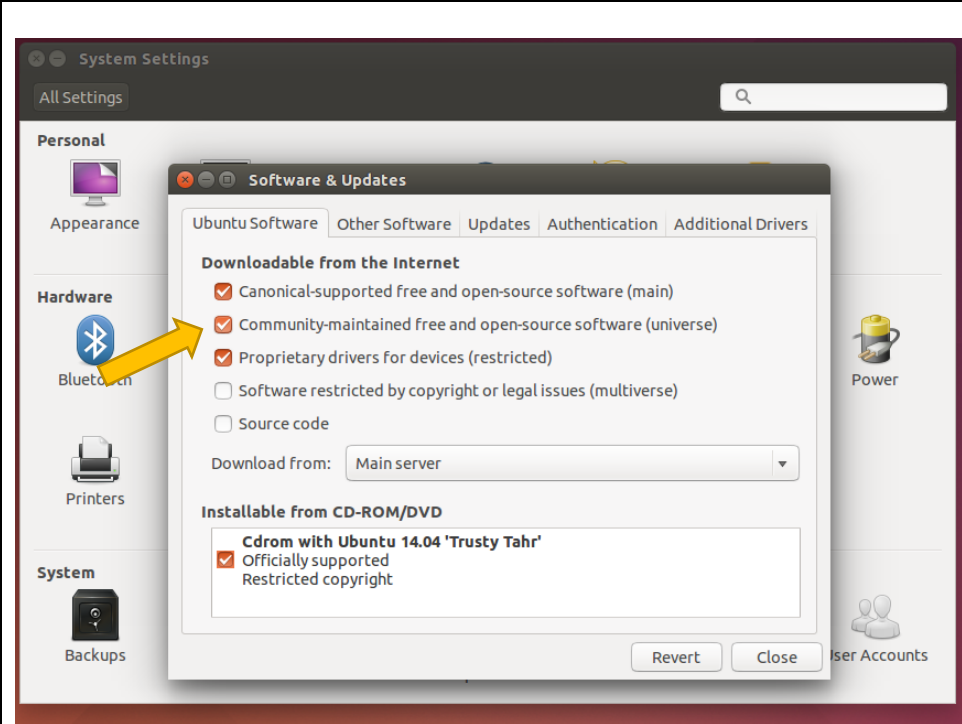 System Settings
All Settings
Personal
Appearance
Hardware
Bluetooth
Printers
Power
System
Backups
User Accounts
Software & Updates
Ubuntu Software
Other Software
Updates
Authentication
Additional Drivers
Downloadable from the Internet
Canonical-supported free and open-source software (main)
Community-maintained free and open-source software (universe)
Proprietary drivers for devices (restricted)
Software restricted by copyright or legal issues (multiverse)
Source code
Download from: Main server
Installable from CD-ROM/DVD
Cdrom with Ubuntu 14.04 'Trusty Tahr'
Officially supported
Restricted copyright
Revert
Close